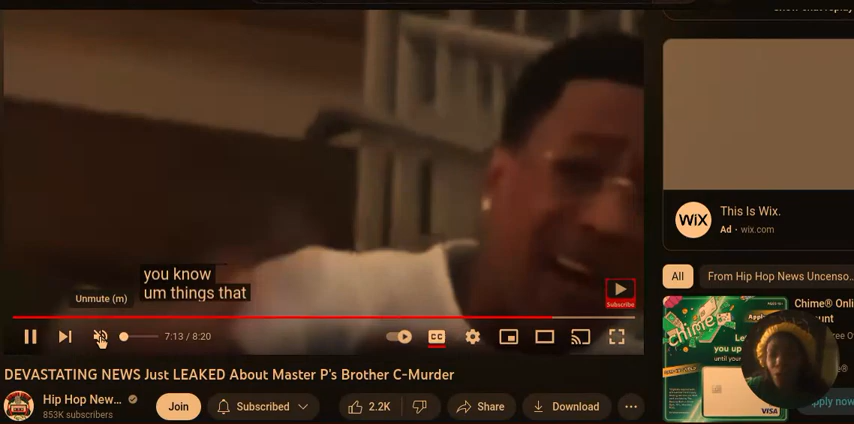 you know
um things that
Subscribe
Unmute (m)
7:13 / 8:20
CC
DEVASTATING NEWS Just LEAKED About Master P's Brother C-Murder
Hip Hop New...
853K subscribers
Join
Subscribed
2.2K
Share
Download
WiX
This Is Wix.
Ad · wix.com
All
From Hip Hop News Uncenso...
chime
VISA
Chime® Onli